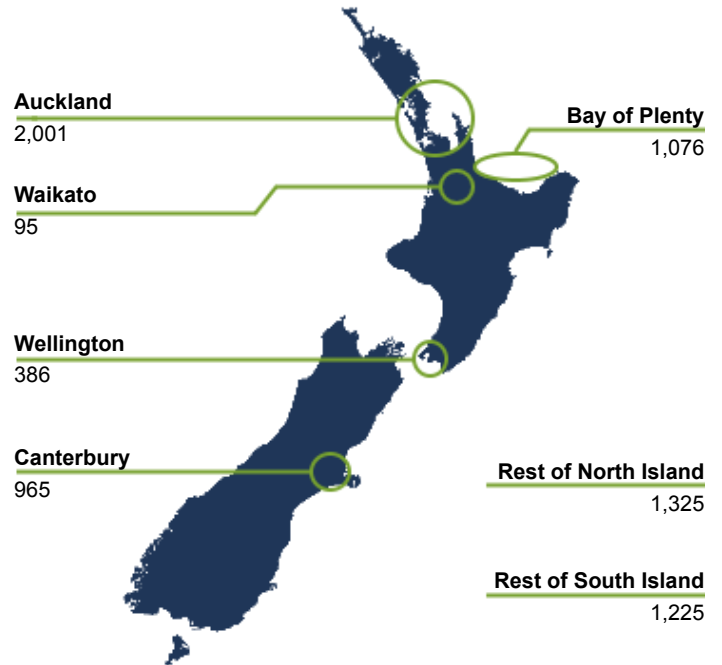 Auckland
2,001
Bay of Plenty
1,076
Waikato
95
Wellington
386
Canterbury
965
Rest of North Island
1,325
Rest of South Island
1,225